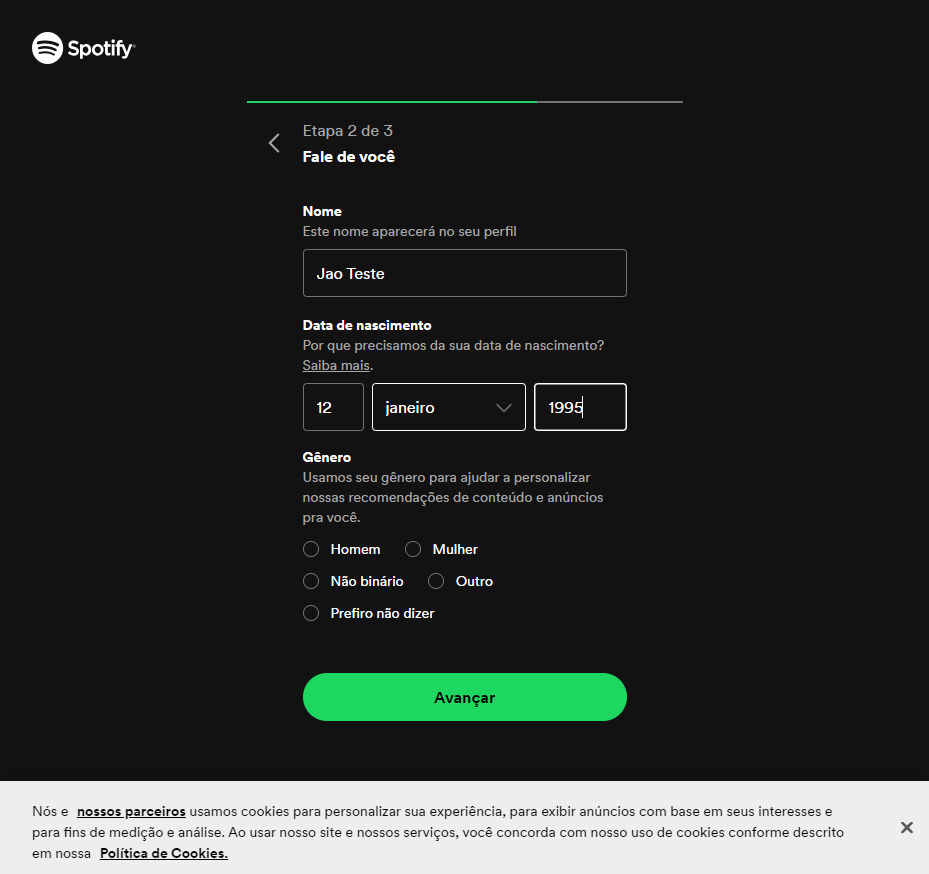 Spotify
Etapa 2 de 3
Fale de você
Nome
Este nome aparecerá no seu perfil
Jao Teste
Data de nascimento
Por que precisamos da sua data de nascimento?
Saiba mais.
12 janeiro 1995
Gênero
Usamos seu gênero para ajudar a personalizar
nossas recomendações de conteúdo e anúncios
pra você.
Homem Mulher
Não binário Outro
Prefiro não dizer
Avançar
Nós e nossos parceiros usamos cookies para personalizar sua experiência, para exibir anúncios com base em seus interesses e
para fins de medição e análise. Ao usar nosso site e nossos serviços, você concorda com nosso uso de cookies conforme descrito
em nossa Política de Cookies.